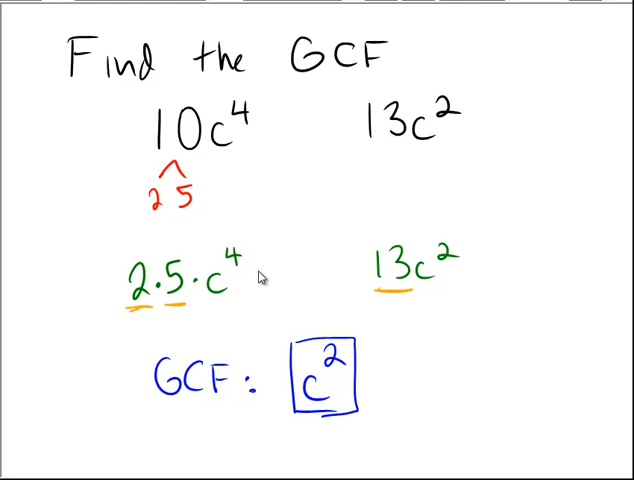 Find the GCF
10c⁴ 13c²
2 5
2·5·c⁴ 13c²
GCF: c²